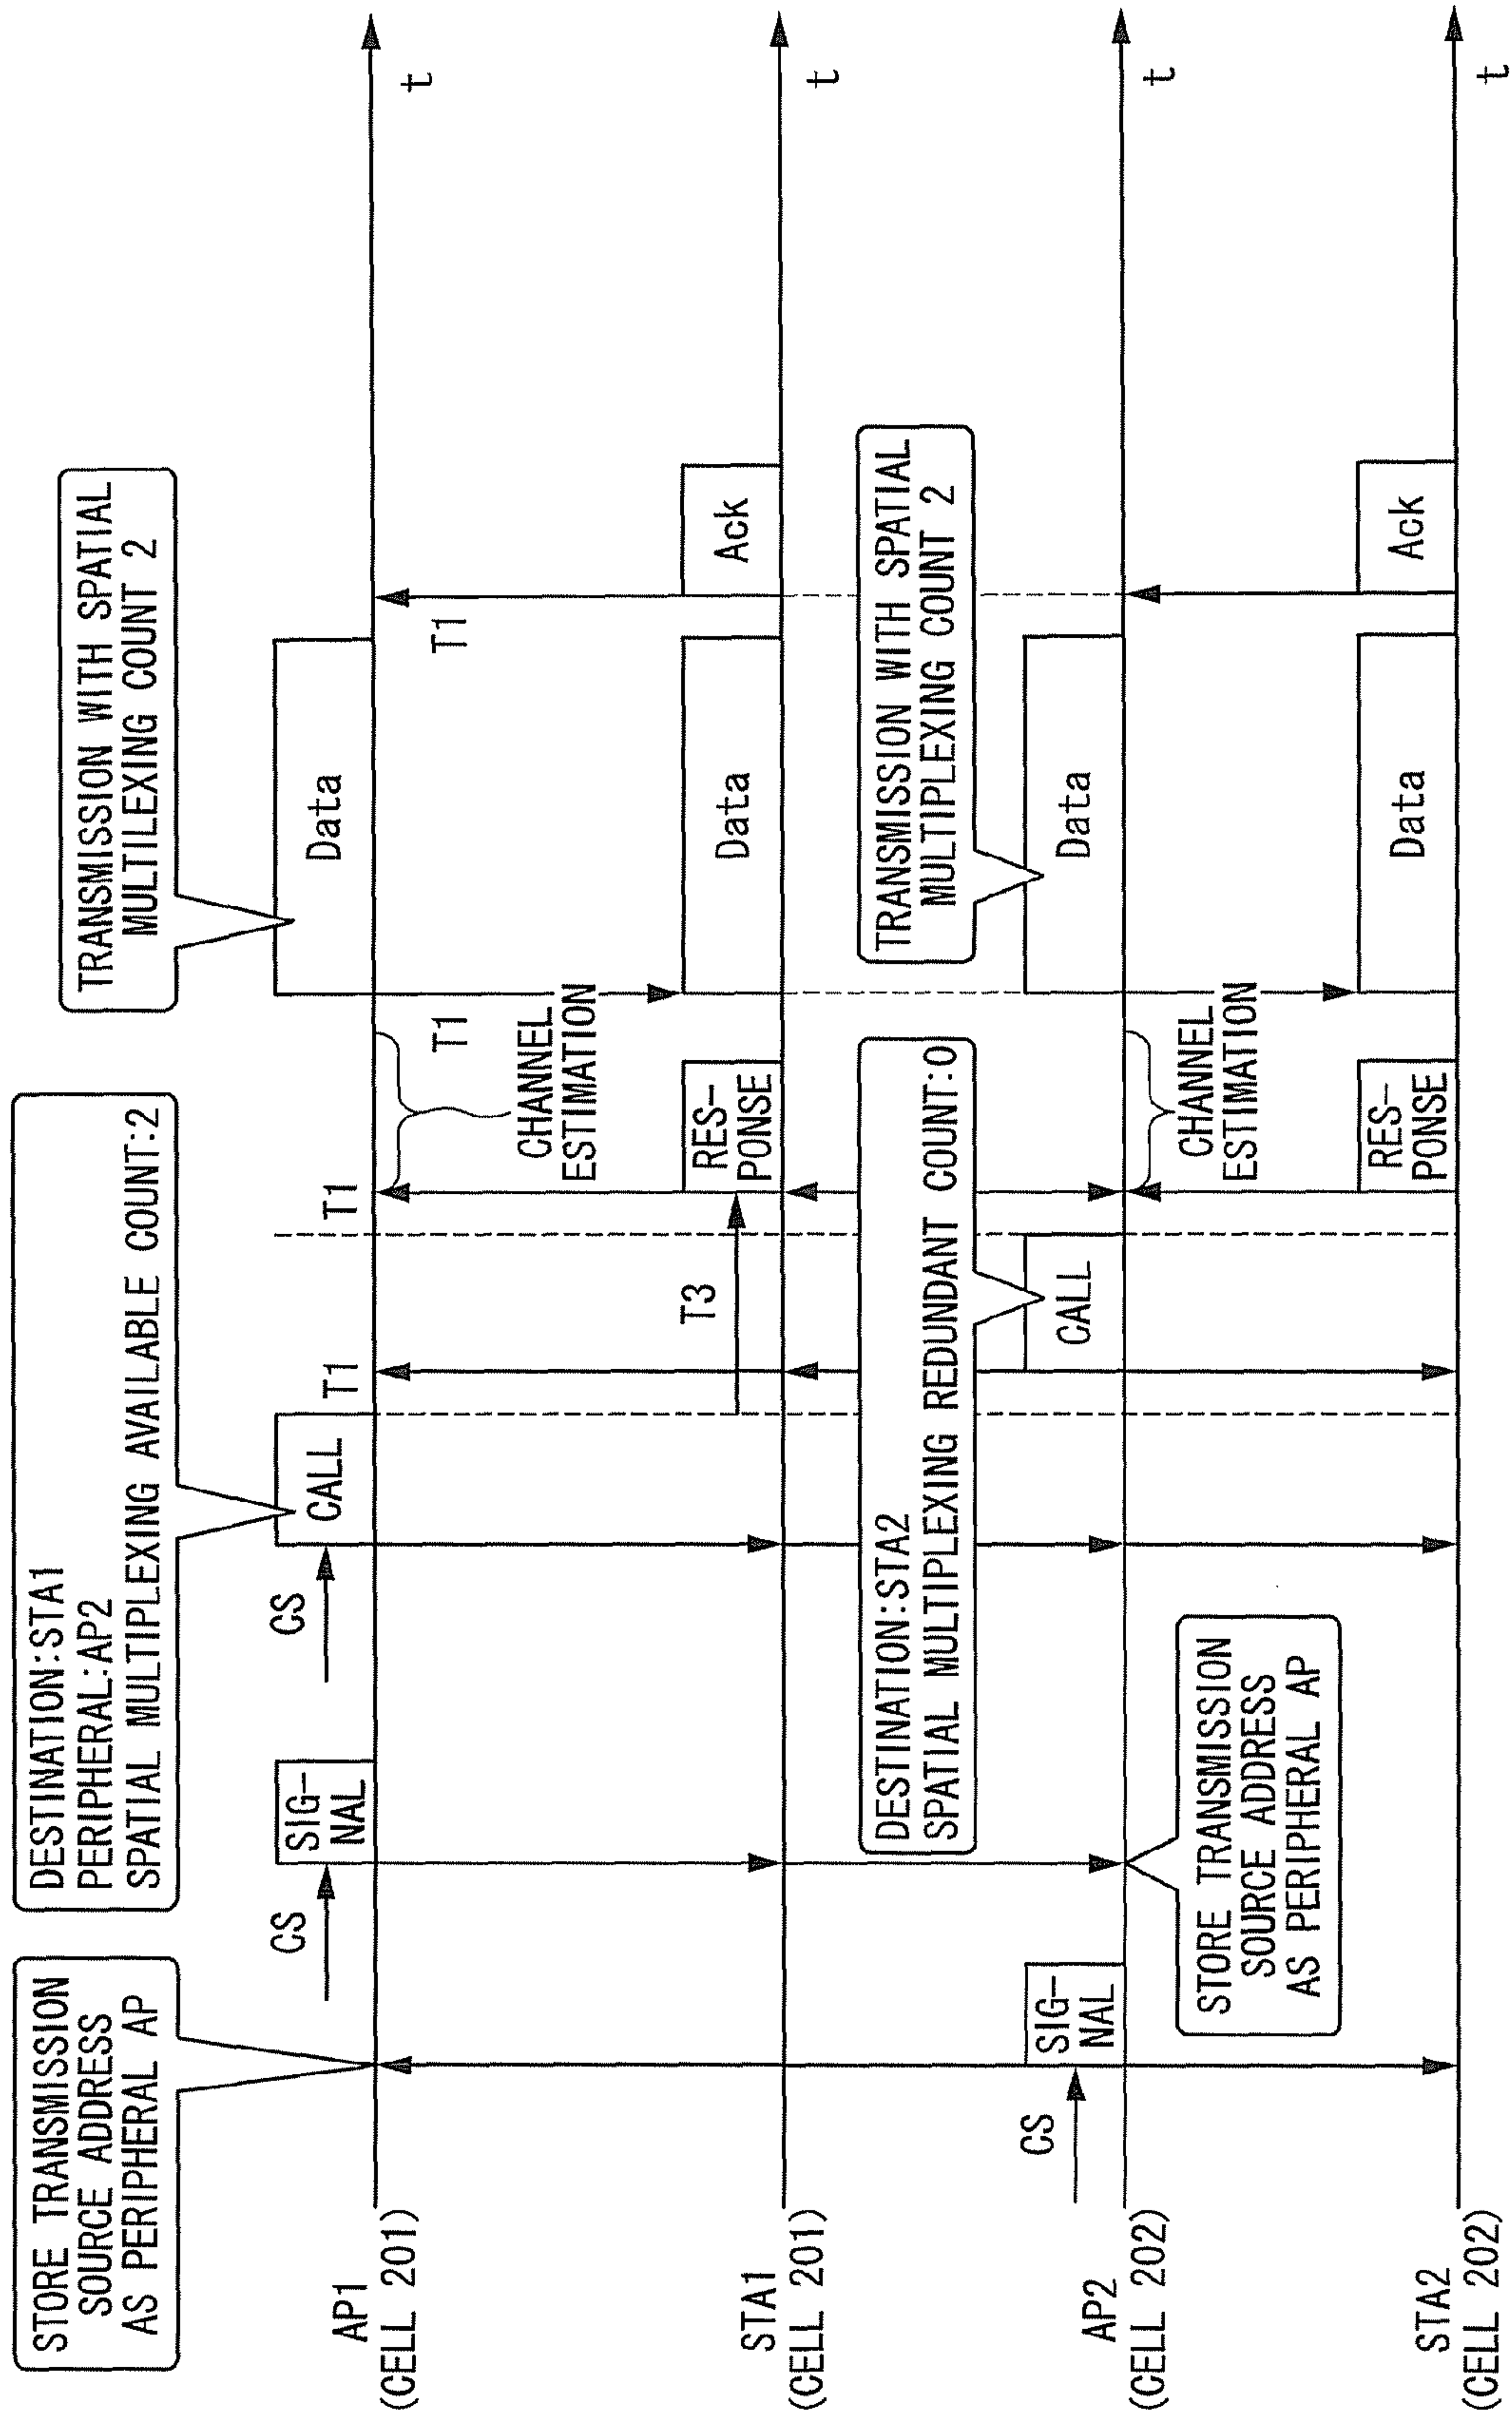 STORE TRANSMISSION
SOURCE ADDRESS
AS PERIPHERAL AP
DESTINATION:STA1
PERIPHERAL:AP2
SPATIAL MULTIPLEXING AVAILABLE COUNT:2
TRANSMISSION WITH SPATIAL
MULTILEXING COUNT 2
AP1
(CELL 201)
CS
SIG-
NAL
CS
CALL
T1
T1
Data
t
T1
T1
CHANNEL
ESTIMATION
STA1
(CELL 201)
T3
RES-
PONSE
Data
Ack
t
DESTINATION:STA2
SPATIAL MULTIPLEXING REDUNDANT COUNT:0
TRANSMISSION WITH SPATIAL
MULTIPLEXING COUNT 2
AP2
(CELL 202)
CS
SIG-
NAL
CALL
Data
t
STORE TRANSMISSION
SOURCE ADDRESS
AS PERIPHERAL AP
CHANNEL
ESTIMATION
STA2
(CELL 202)
RES-
PONSE
Data
Ack
t